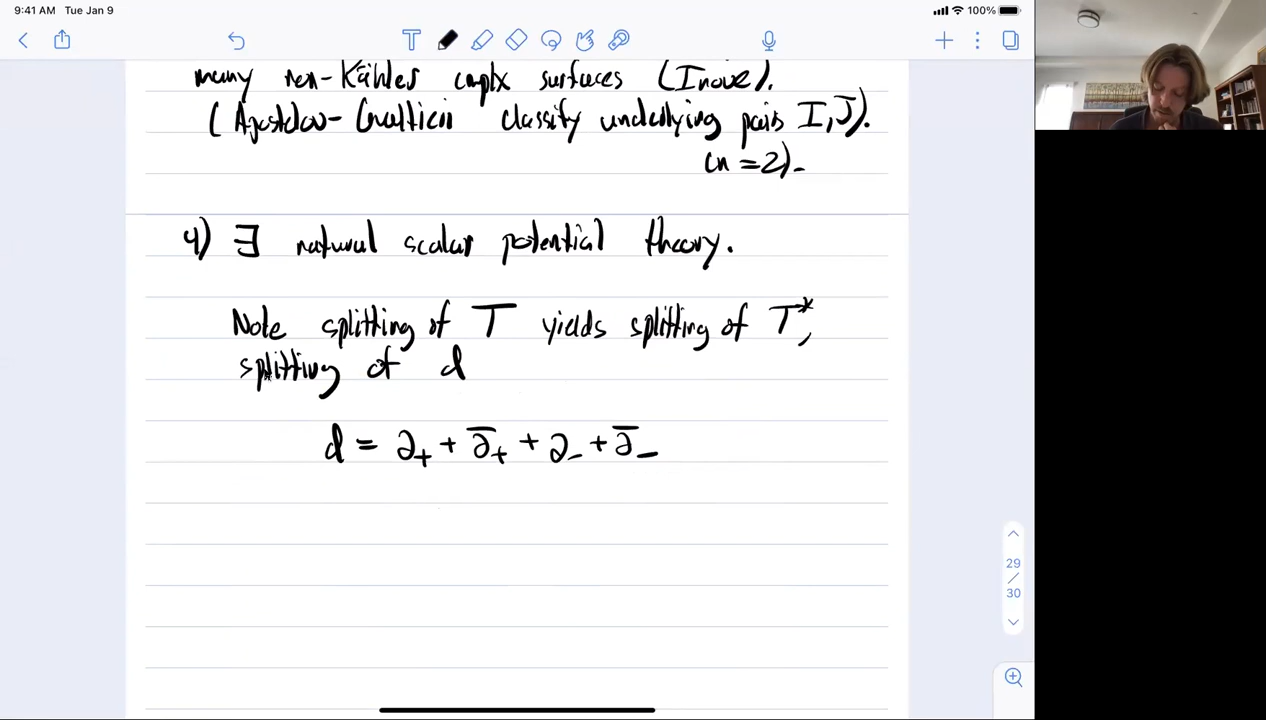 9:41 AM Tue Jan 9
100%
many non-Kähler cmplx surfaces (Inoue).
(Apostolov-Gualtieri classify underlying pairs I, J).
(n=2).
4) ∃ natural scalar potential theory.
Note splitting of T yields splitting of T*,
splitting of d
d = ∂₊ + ∂̄₊ + ∂₋ + ∂̄₋
29
/
30